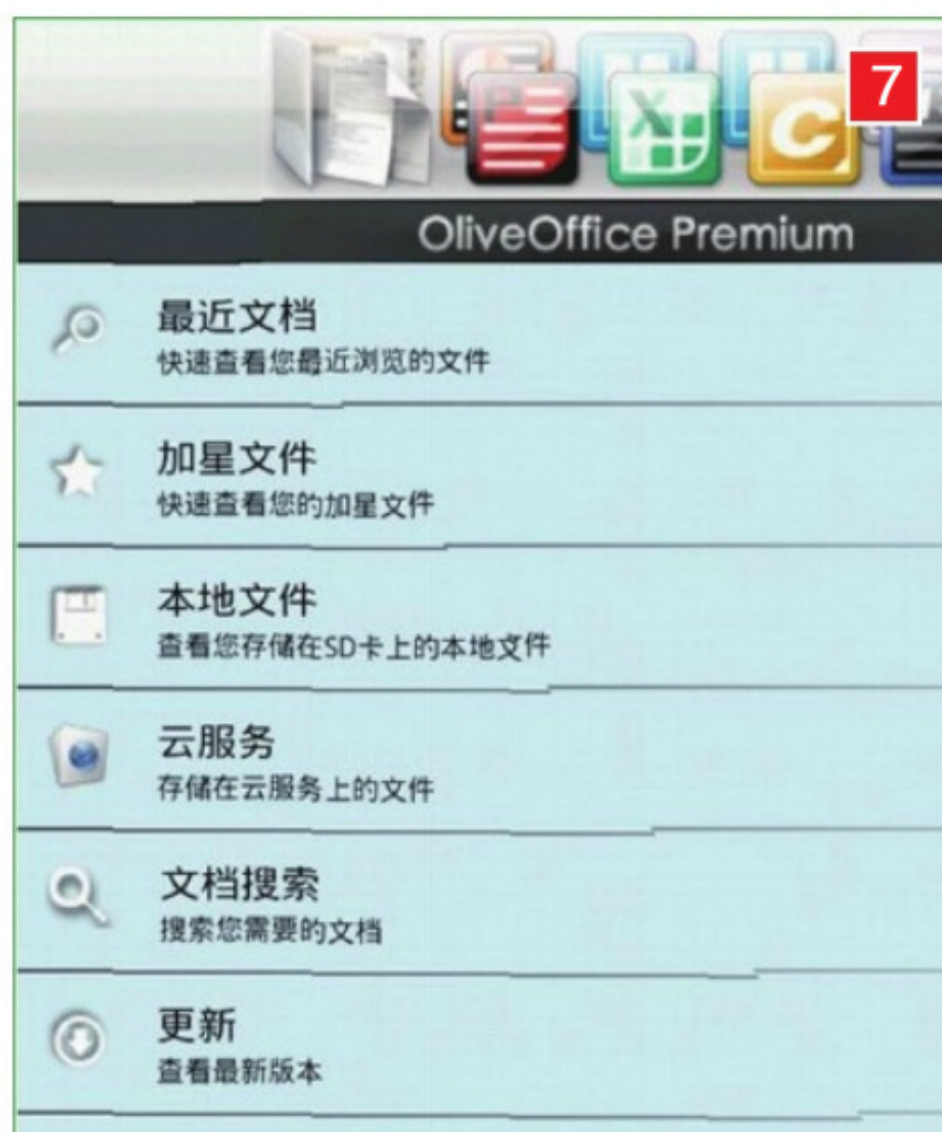 7
OliveOffice Premium
最近文档
快速查看您最近浏览的文件
加星文件
快速查看您的加星文件
本地文件
查看您存储在SD卡上的本地文件
云服务
存储在云服务上的文件
文档搜索
搜索您需要的文档
更新
查看最新版本